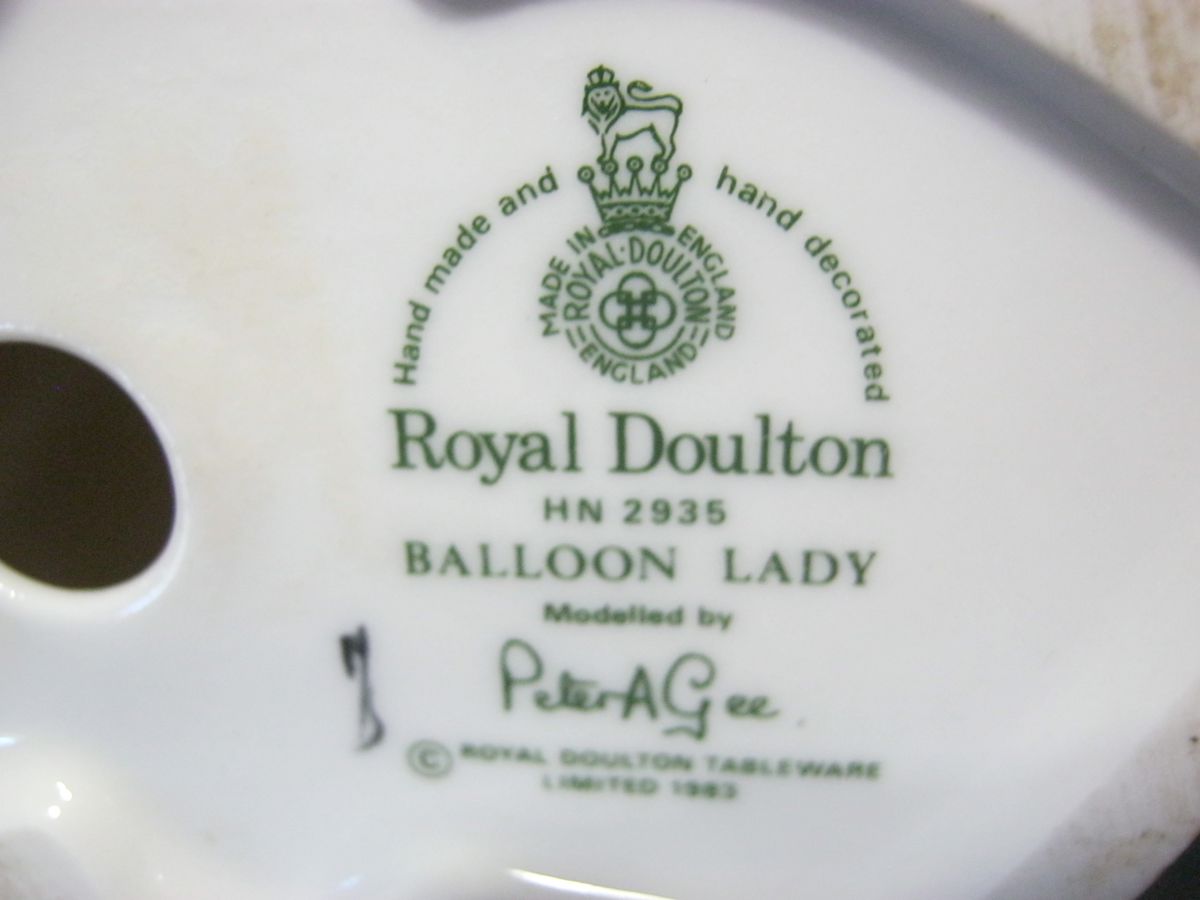 Hand made and hand decorated
MADE IN ENGLAND
ROYAL·DOULTON
ENGLAND
Royal Doulton
HN 2935
BALLOON LADY
Modelled by
Peter A Gee
© ROYAL DOULTON TABLEWARE
LIMITED 1983